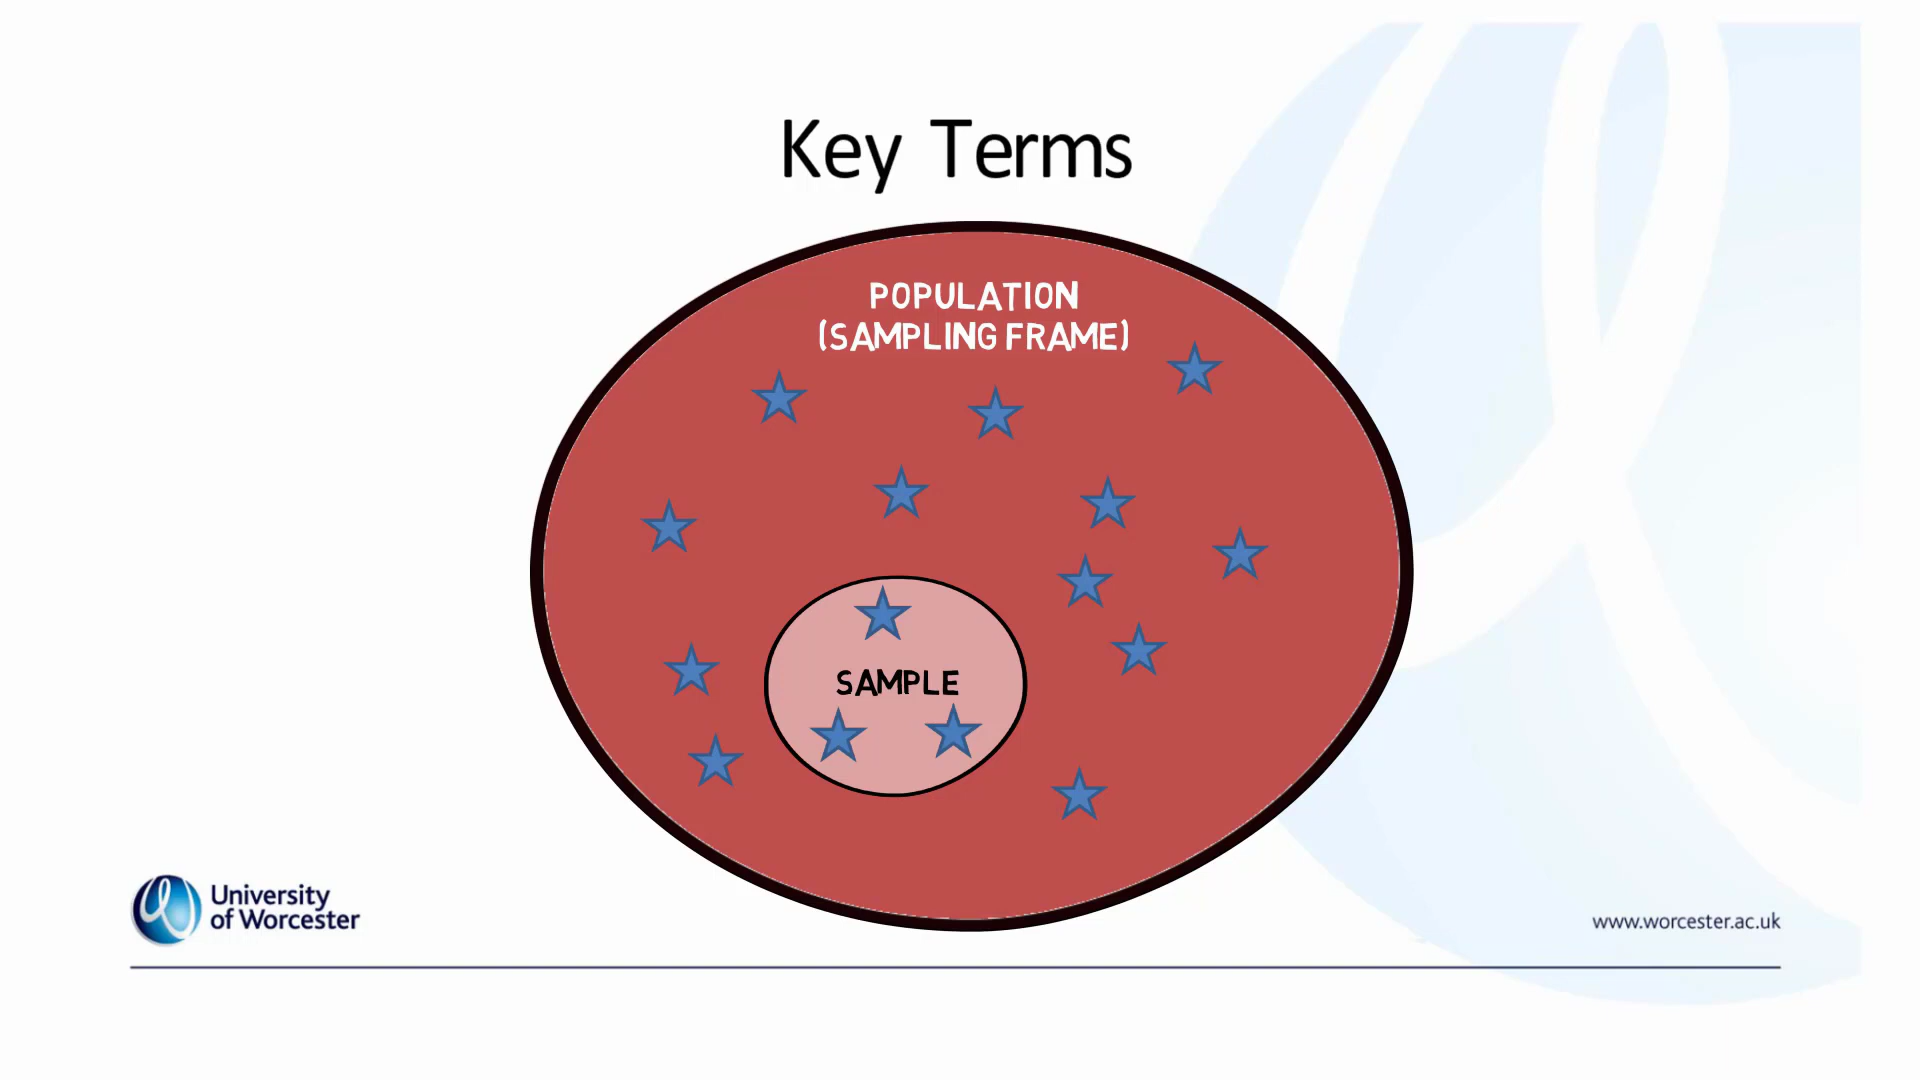 Key Terms
POPULATION
(SAMPLING FRAME)
SAMPLE
University
of Worcester
www.worcester.ac.uk